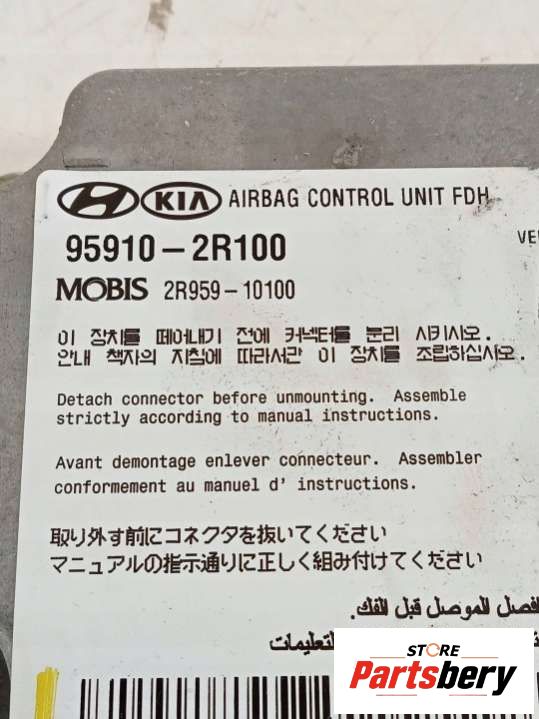 HYUNDAI KIA AIRBAG CONTROL UNIT FDH
95910-2R100
MOBIS 2R959-10100
이 장치를 떼어내기 전에 커넥터를 분리 시키시오.
안내 책자의 지침에 따라서만 이 장치를 조립하십시오.
Detach connector before unmounting. Assemble
strictly according to manual instructions.
Avant demontage enlever connecteur. Assembler
conformement au manuel d' instructions.
取り外す前にコネクタを抜いてください
マニュアルの指示通りに正しく組み付けてください
افصل الموصل قبل الفك.
التعليمات
STORE
Partsbery